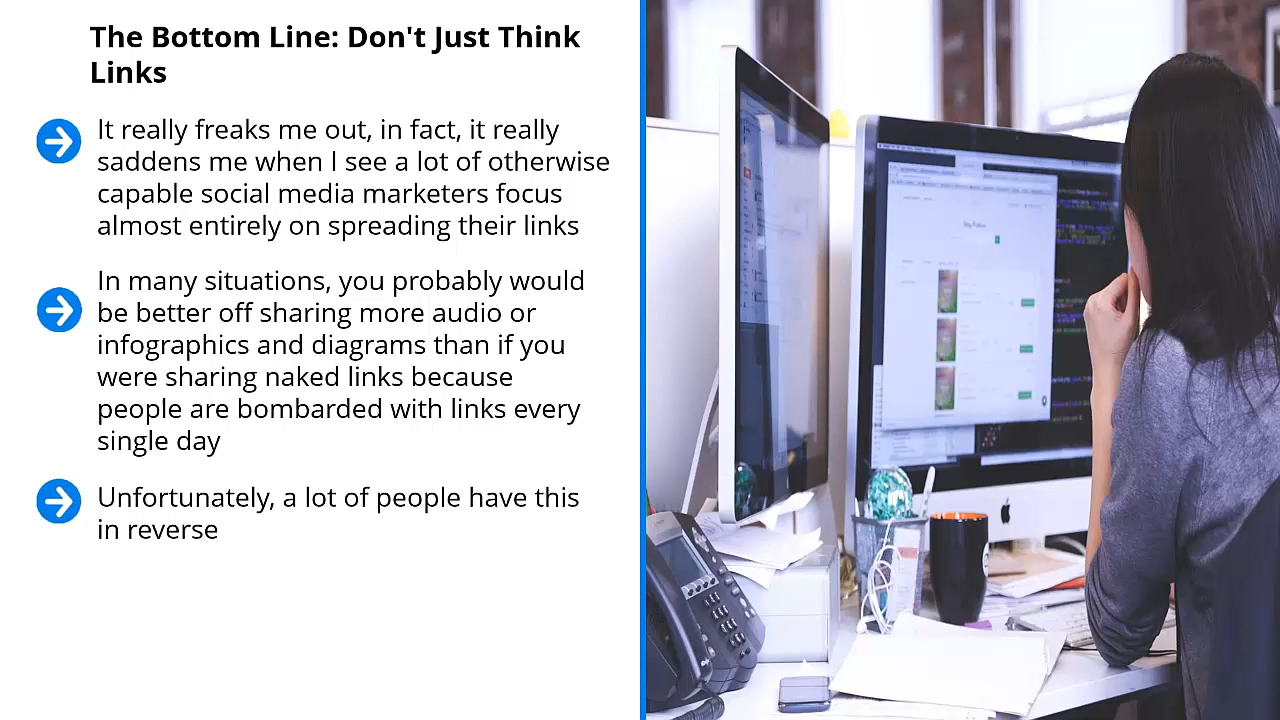 The Bottom Line: Don't Just Think
Links
It really freaks me out, in fact, it really
saddens me when I see a lot of otherwise
capable social media marketers focus
almost entirely on spreading their links
In many situations, you probably would
be better off sharing more audio or
infographics and diagrams than if you
were sharing naked links because
people are bombarded with links every
single day
Unfortunately, a lot of people have this
in reverse